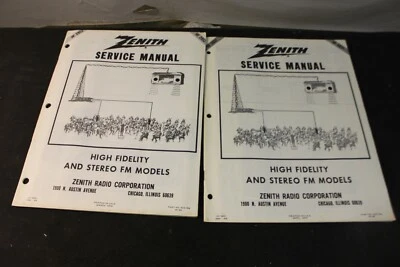 ZENITH
SERVICE MANUAL
HIGH FIDELITY
AND STEREO FM MODELS
ZENITH RADIO CORPORATION
1900 N. AUSTIN AVENUE
CHICAGO, ILLINOIS 60639
ZENITH
SERVICE MANUAL
HIGH FIDELITY
AND STEREO FM MODELS
ZENITH RADIO CORPORATION
1900 N. AUSTIN AVENUE
CHICAGO, ILLINOIS 60639